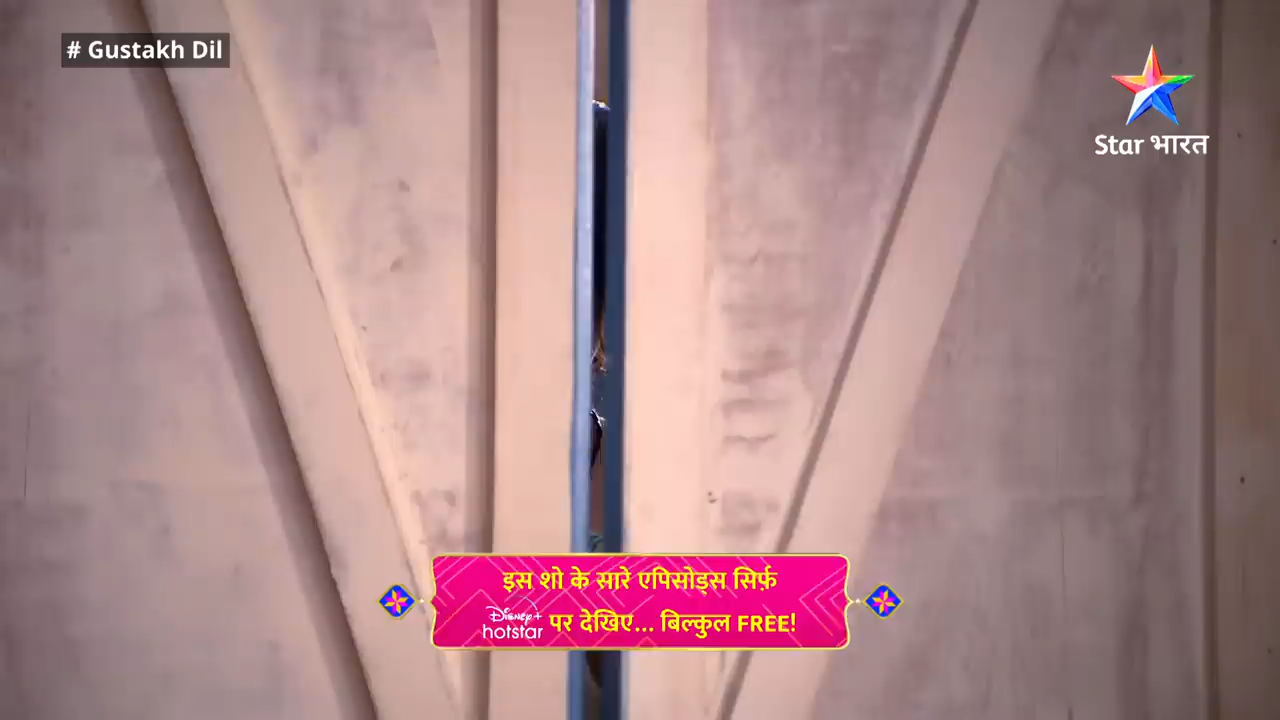 # Gustakh Dil
Star भारत
इस शो के सारे एपिसोड्स सिर्फ़
Disney+ hotstar पर देखिए... बिल्कुल FREE!